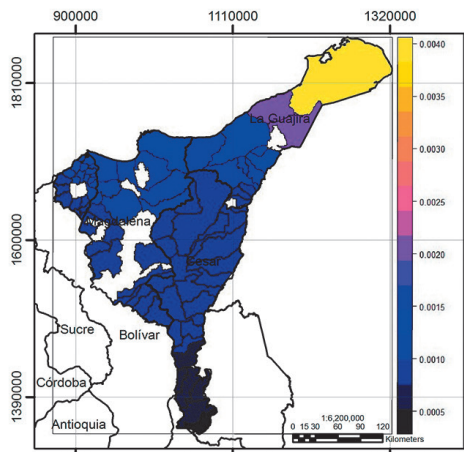 900000 1110000 1320000
1810000
1600000
1390000
La Guajira
Magdalena
Cesar
Sucre
Bolívar
Córdoba
Antioquia
0.0040
0.0035
0.0030
0.0025
0.0020
0.0015
0.0010
0.0005
1:6,200,000
0 15 30 60 90 120
Kilometers